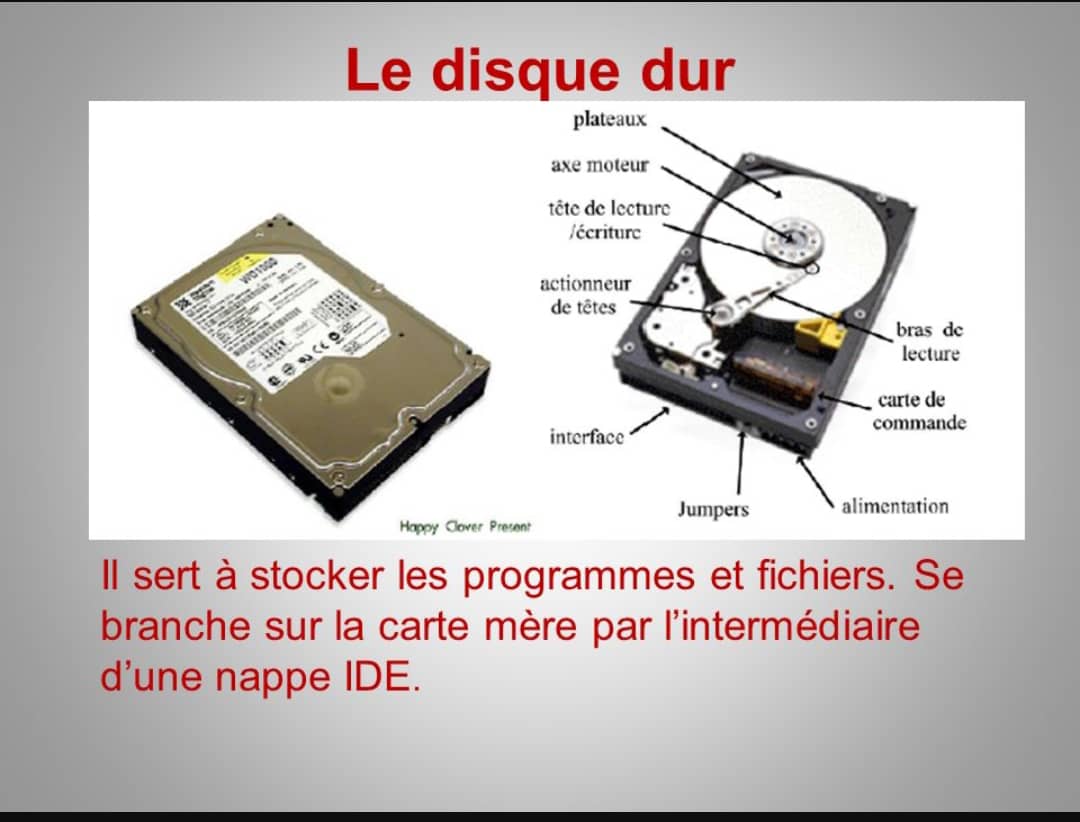 Le disque dur
plateaux
axe moteur
tête de lecture
/écriture
actionneur
de têtes
bras de
lecture
carte de
commande
interface
Jumpers
alimentation
WD1000
Happy Clover Present
Il sert à stocker les programmes et fichiers. Se
branche sur la carte mère par l’intermédiaire
d’une nappe IDE.